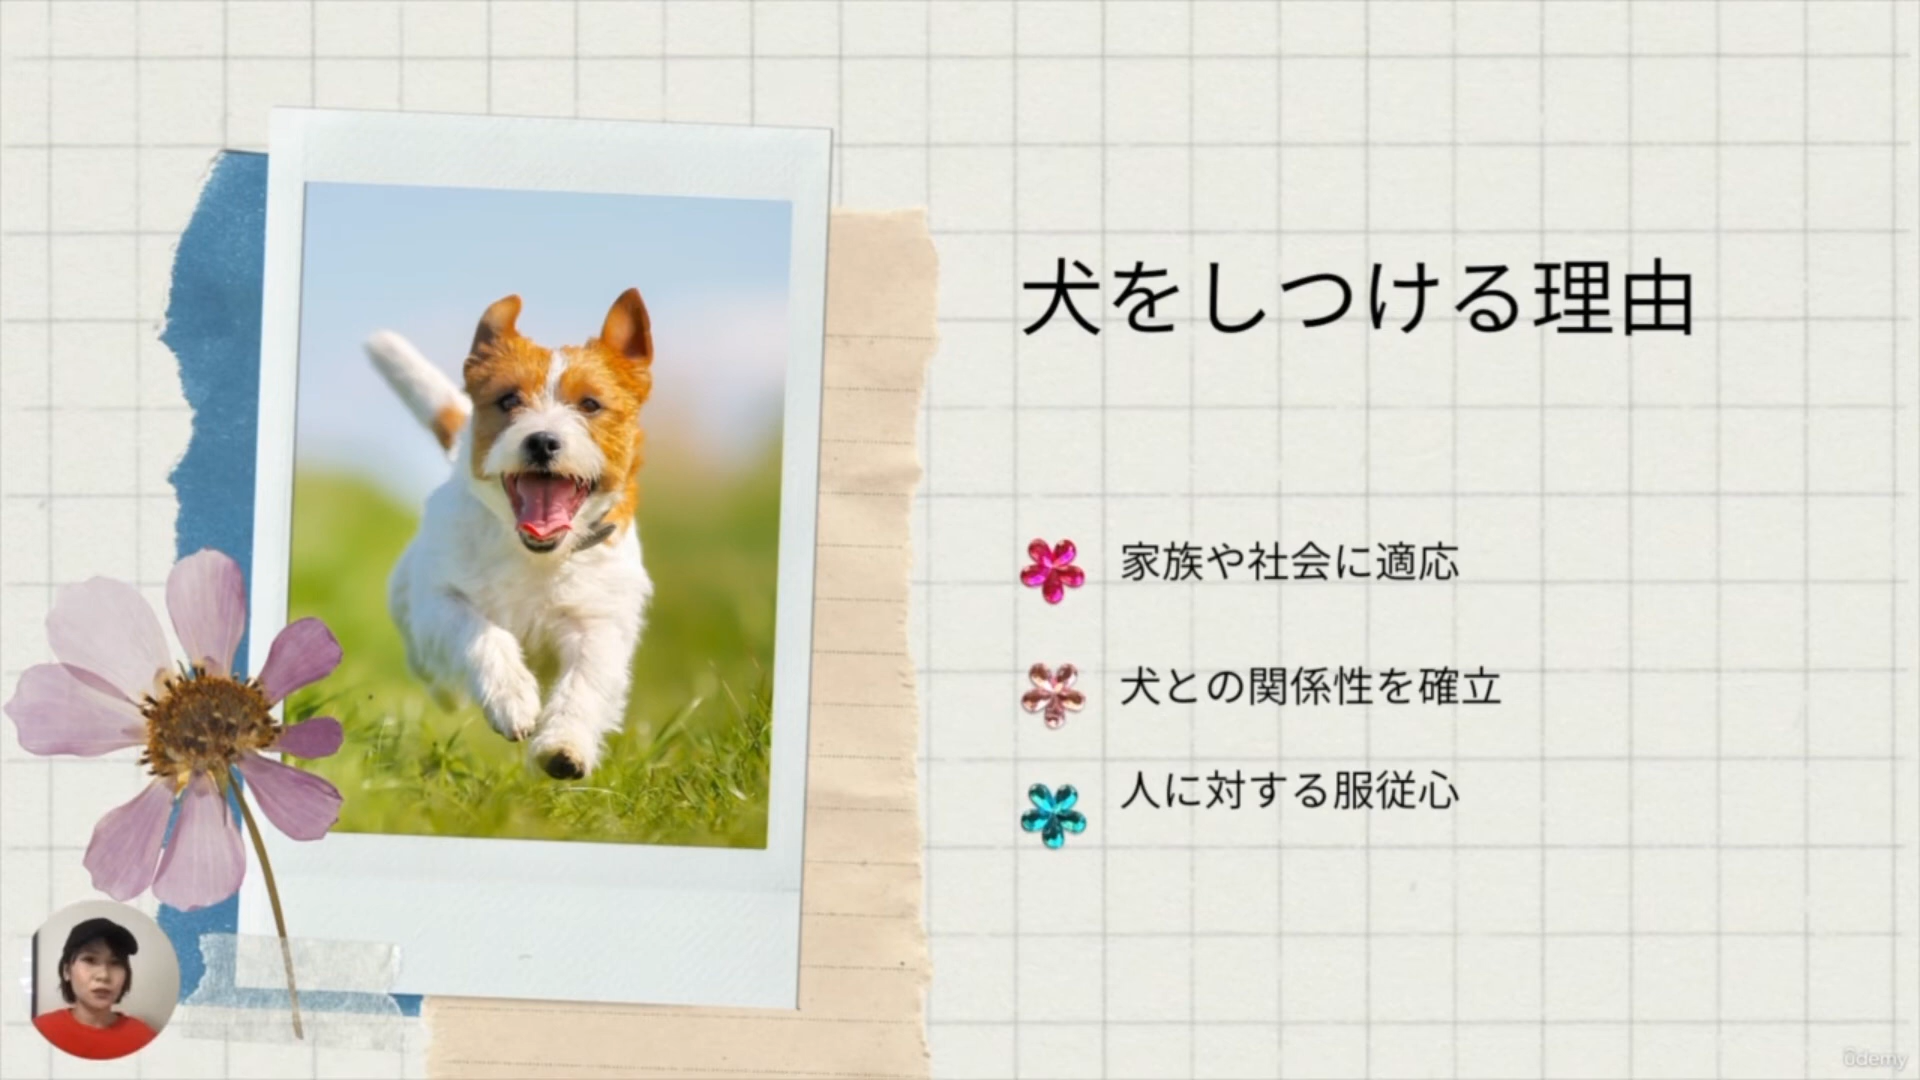 犬をしつける理由
家族や社会に適応
犬との関係性を確立
人に対する服従心
ûdemy